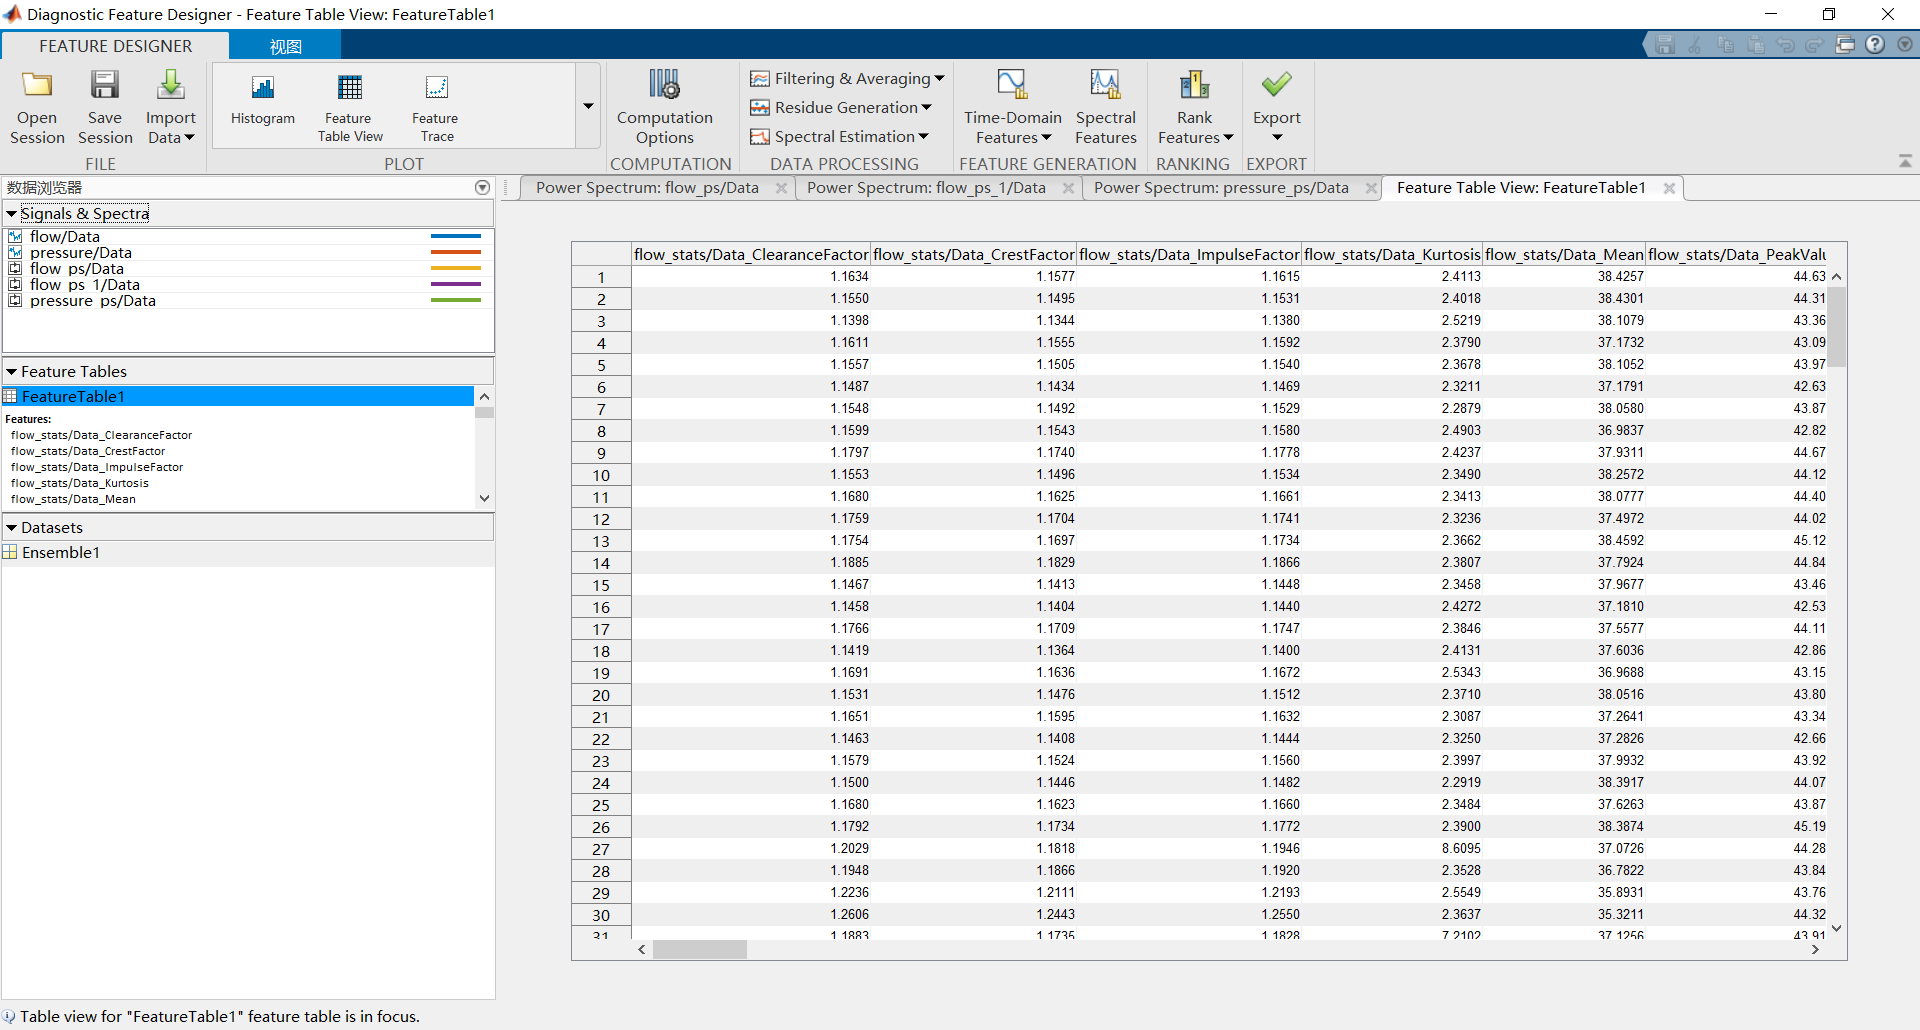 Diagnostic Feature Designer - Feature Table View: FeatureTable1
FEATURE DESIGNER 视图
Open Session
Save Session
Import Data
FILE
Histogram
Feature Table View
Feature Trace
PLOT
Computation Options
COMPUTATION
Filtering & Averaging
Residue Generation
Spectral Estimation
DATA PROCESSING
Time-Domain Features
Spectral Features
FEATURE GENERATION
Rank Features
RANKING
Export
EXPORT
数据浏览器
Signals & Spectra
flow/Data
pressure/Data
flow_ps/Data
flow_ps_1/Data
pressure_ps/Data
Feature Tables
FeatureTable1
Features:
flow_stats/Data_ClearanceFactor
flow_stats/Data_CrestFactor
flow_stats/Data_ImpulseFactor
flow_stats/Data_Kurtosis
flow_stats/Data_Mean
Datasets
Ensemble1
Power Spectrum: flow_ps/Data Power Spectrum: flow_ps_1/Data Power Spectrum: pressure_ps/Data Feature Table View: FeatureTable1
flow_stats/Data_ClearanceFactor flow_stats/Data_CrestFactor flow_stats/Data_ImpulseFactor flow_stats/Data_Kurtosis flow_stats/Data_Mean flow_stats/Data_PeakValu
1 1.1634 1.1577 1.1615 2.4113 38.4257 44.63
2 1.1550 1.1495 1.1531 2.4018 38.4301 44.31
3 1.1398 1.1344 1.1380 2.5219 38.1079 43.36
4 1.1611 1.1555 1.1592 2.3790 37.1732 43.09
5 1.1557 1.1505 1.1540 2.3678 38.1052 43.97
6 1.1487 1.1434 1.1469 2.3211 37.1791 42.63
7 1.1548 1.1492 1.1529 2.2879 38.0580 43.87
8 1.1599 1.1543 1.1580 2.4903 36.9837 42.82
9 1.1797 1.1740 1.1778 2.4237 37.9311 44.67
10 1.1553 1.1496 1.1534 2.3490 38.2572 44.12
11 1.1680 1.1625 1.1661 2.3413 38.0777 44.40
12 1.1759 1.1704 1.1741 2.3236 37.4972 44.02
13 1.1754 1.1697 1.1734 2.3662 38.4592 45.12
14 1.1885 1.1829 1.1866 2.3807 37.7924 44.84
15 1.1467 1.1413 1.1448 2.3458 37.9677 43.46
16 1.1458 1.1404 1.1440 2.4272 37.1810 42.53
17 1.1766 1.1709 1.1747 2.3846 37.5577 44.11
18 1.1419 1.1364 1.1400 2.4131 37.6036 42.86
19 1.1691 1.1636 1.1672 2.5343 36.9688 43.15
20 1.1531 1.1476 1.1512 2.3710 38.0516 43.80
21 1.1651 1.1595 1.1632 2.3087 37.2641 43.34
22 1.1463 1.1408 1.1444 2.3250 37.2826 42.66
23 1.1579 1.1524 1.1560 2.3997 37.9932 43.92
24 1.1500 1.1446 1.1482 2.2919 38.3917 44.07
25 1.1680 1.1623 1.1660 2.3484 37.6263 43.87
26 1.1792 1.1734 1.1772 2.3900 38.3874 45.19
27 1.2029 1.1818 1.1946 8.6095 37.0726 44.28
28 1.1948 1.1866 1.1920 2.3528 36.7822 43.84
29 1.2236 1.2111 1.2193 2.5549 35.8931 43.76
30 1.2606 1.2443 1.2550 2.3637 35.3211 44.32
31 1.1883 1.1735 1.1828 7.2102 37.1256 43.91
Table view for "FeatureTable1" feature table is in focus.